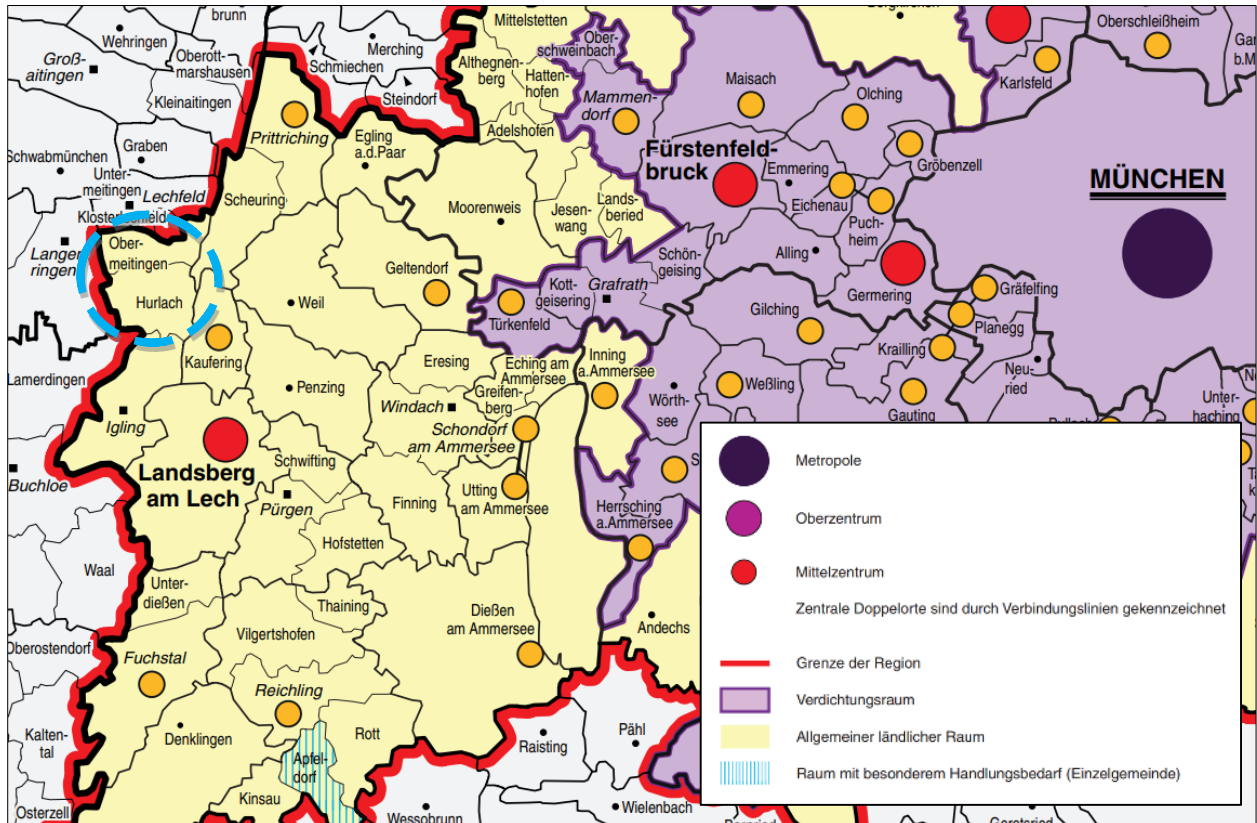 brunn
Wehringen
Groß-
aitingen
Oberott-
marshausen
Kleinaitingen
Schwabmünchen
Graben
Unter-
meitingen
Lechfeld
Langer
ringen
Ober-
meitingen
Hurlach
Lamerdingen
Kaufering
Igling
Buchloe
Landsberg
am Lech
Waal
Unter-
dießen
Oberostendorf
Fuchstal
Kalten-
tal
Denklingen
Osterzell
Merching
Schmiechen
Steindorf
Prittriching
Egling
a.d.Paar
Scheuring
Mittelstetten
Althegnen-
berg
Hatten-
hofen
Adelshofen
Ober-
schweinbach
Mammen-
dorf
Moorenweis
Jesen-
wang
Lands-
beried
Geltendorf
Weil
Kott-
geisering
Grafrath
Türkenfeld
Schön-
geising
Eresing
Eching am
Ammersee
Greifen-
berg
Inning
a.Ammersee
Penzing
Windach
Schondorf
am Ammersee
Schwifting
Pürgen
Finning
Utting
am Ammersee
Hofstetten
Thaining
Vilgertshofen
Dießen
am Ammersee
Reichling
Rott
Apfel-
dorf
Kinsau
Wessobrunn
Raisting
Pähl
Wielenbach
Andechs
Herrsching
a.Ammersee
Wörth-
see
Weßling
Gilching
Maisach
Olching
Fürstenfeld-
bruck
Emmering
Eichenau
Gröbenzell
Puch-
heim
Alling
Germering
Gräfelfing
Planegg
Krailling
Neu-
ried
Gauting
Unter-
haching
Karlsfeld
Oberschleißheim
MÜNCHEN
Metropole
Oberzentrum
Mittelzentrum
Zentrale Doppelorte sind durch Verbindungslinien gekennzeichnet
Grenze der Region
Verdichtungsraum
Allgemeiner ländlicher Raum
Raum mit besonderem Handlungsbedarf (Einzelgemeinde)